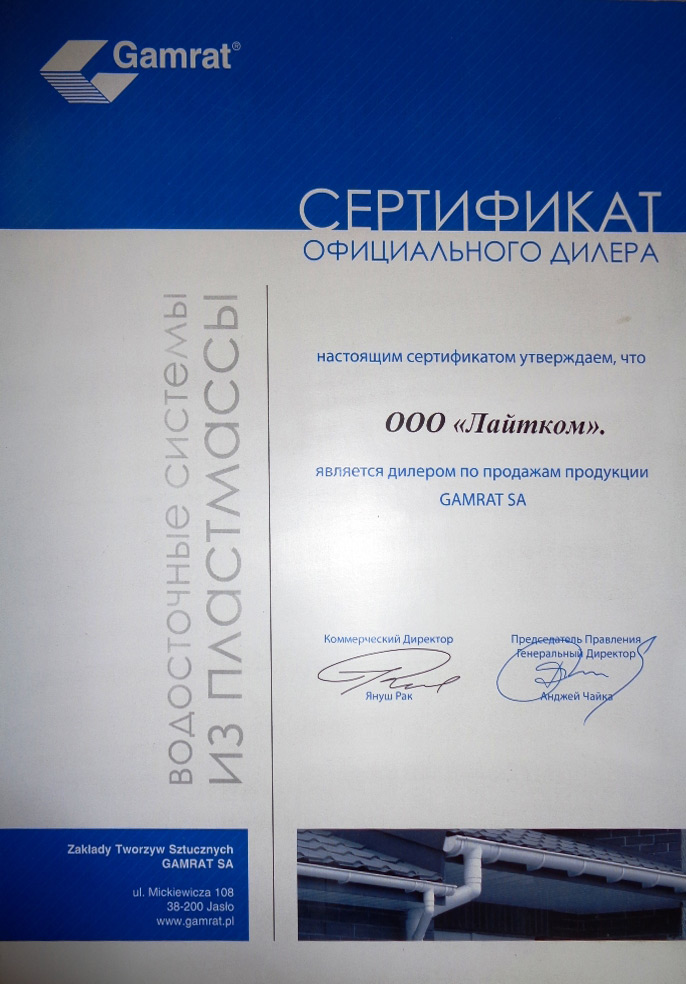 Gamrat®
СЕРТИФИКАТ
ОФИЦИАЛЬНОГО ДИЛЕРА
ВОДОСТОЧНЫЕ СИСТЕМЫ
ИЗ ПЛАСТМАССЫ
настоящим сертификатом утверждаем, что
ООО «Лайтком».
является дилером по продажам продукции
GAMRAT SA
Коммерческий Директор
Януш Рак
Председатель Правления
Генеральный Директор
Анджей Чайка
Zakłady Tworzyw Sztucznych
GAMRAT SA
ul. Mickiewicza 108
38-200 Jasło
www.gamrat.pl